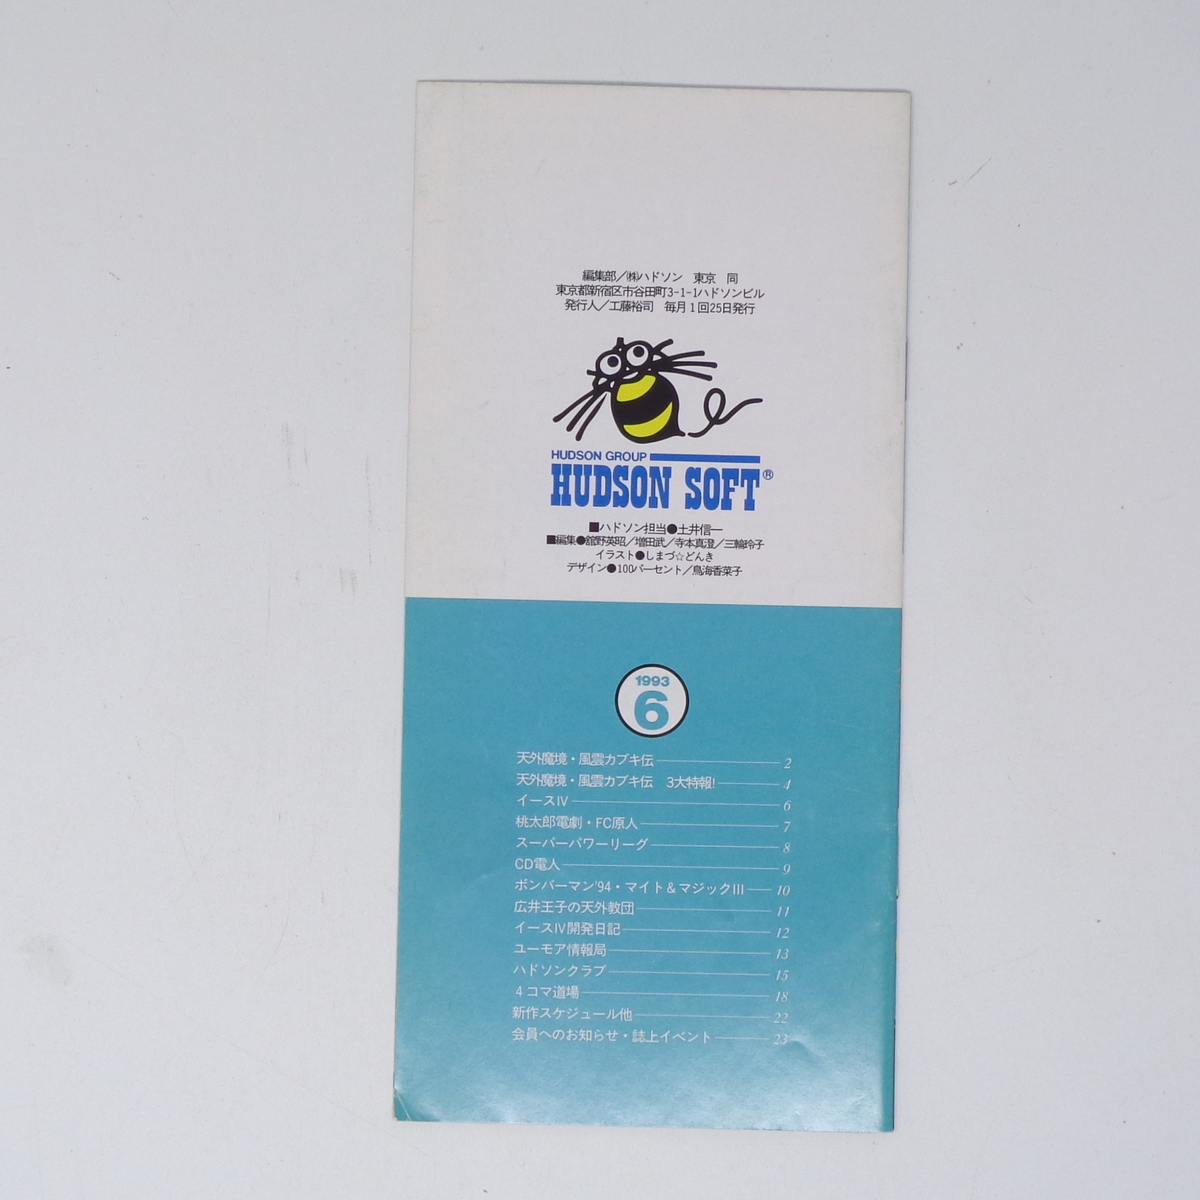 編集部／㈱ハドソン　東京　同
東京都新宿区市谷田町3-1-1ハドソンビル
発行人／工藤裕司　毎月1回25日発行
HUDSON GROUP
HUDSON SOFT®
■ハドソン担当●土井信一
■編集●舘野英昭／増田武／寺本真澄／三輪玲子
イラスト●しまづ☆どんき
デザイン●100パーセント／鳥海香菜子
1993
6
天外魔境・風雲カブキ伝 2
天外魔境・風雲カブキ伝　3大特報! 4
イースIV 6
桃太郎電劇・FC原人 7
スーパーパワーリーグ 8
CD電人 9
ボンバーマン'94・マイト＆マジックIII 10
広井王子の天外教団 11
イースIV開発日記 12
ユーモア情報局 13
ハドソンクラブ 15
4コマ道場 18
新作スケジュール他 22
会員へのお知らせ・誌上イベント 23